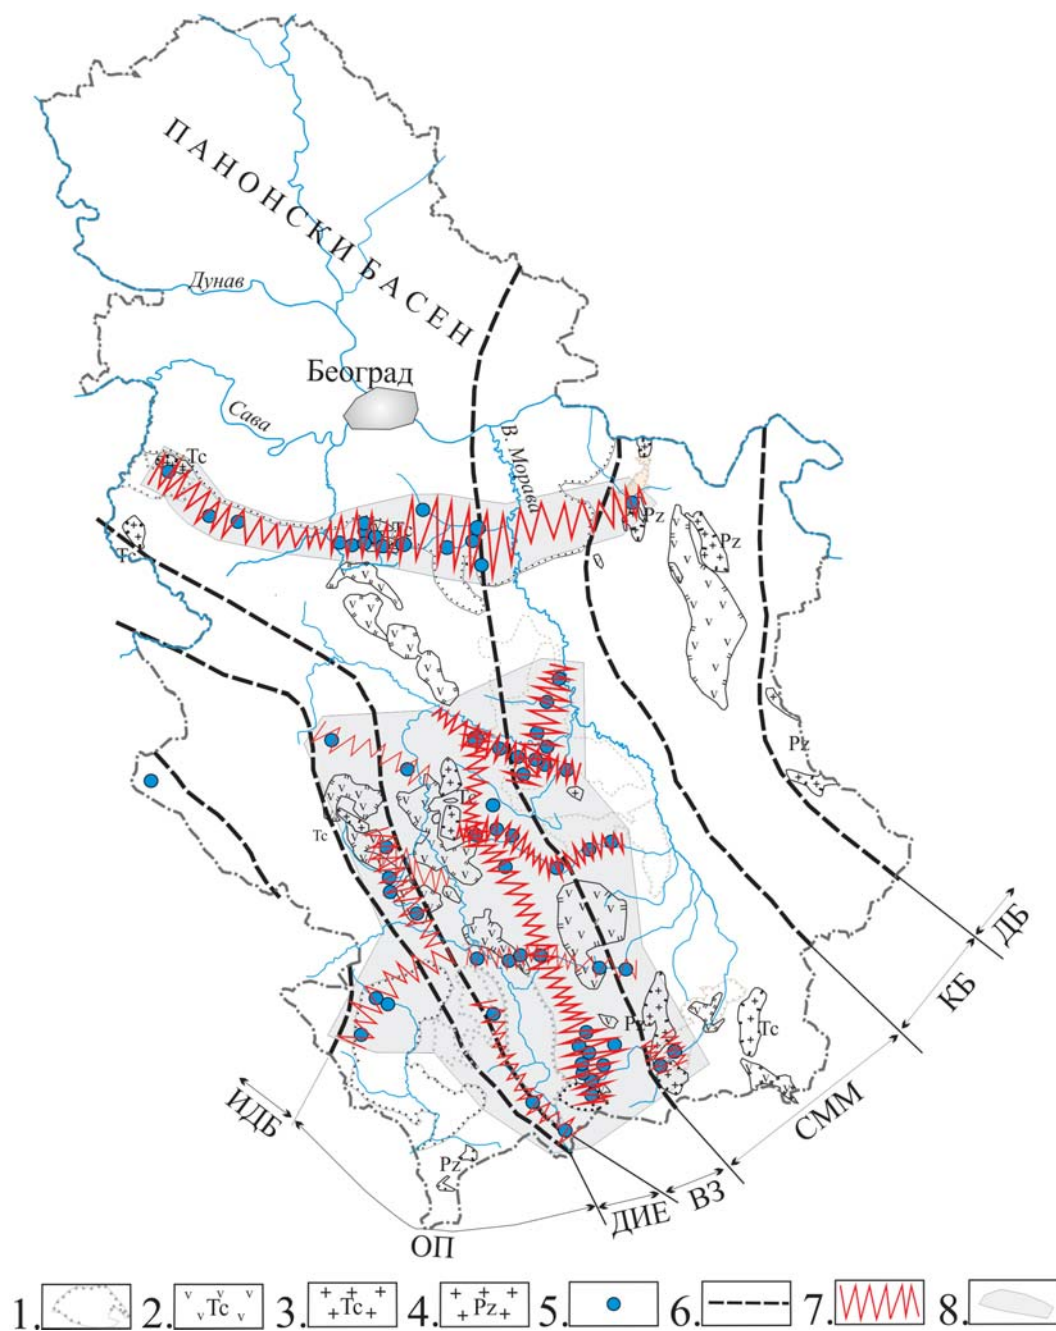 ПАНОНСКИ БАСЕН
Дунав
Београд
Сава
В. Морава
Tc
Tc
Pz
Pz
Tc
Pz
Tc
Tc
Pz
Tc
Pz
ИДБ
ОП
ДИЕ
ВЗ
СММ
КБ
ДБ
1. 2. Tc 3. Tc 4. Pz 5. 6. 7. 8.